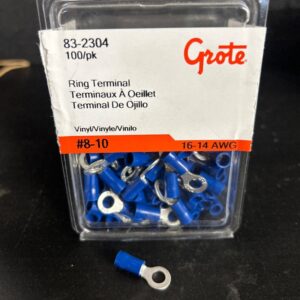 83-2304
100/pk
Grote
Ring Terminal
Terminaux À Oeillet
Terminal De Ojillo
Vinyl/Vinyle/Vinilo
#8-10
16-14 AWG